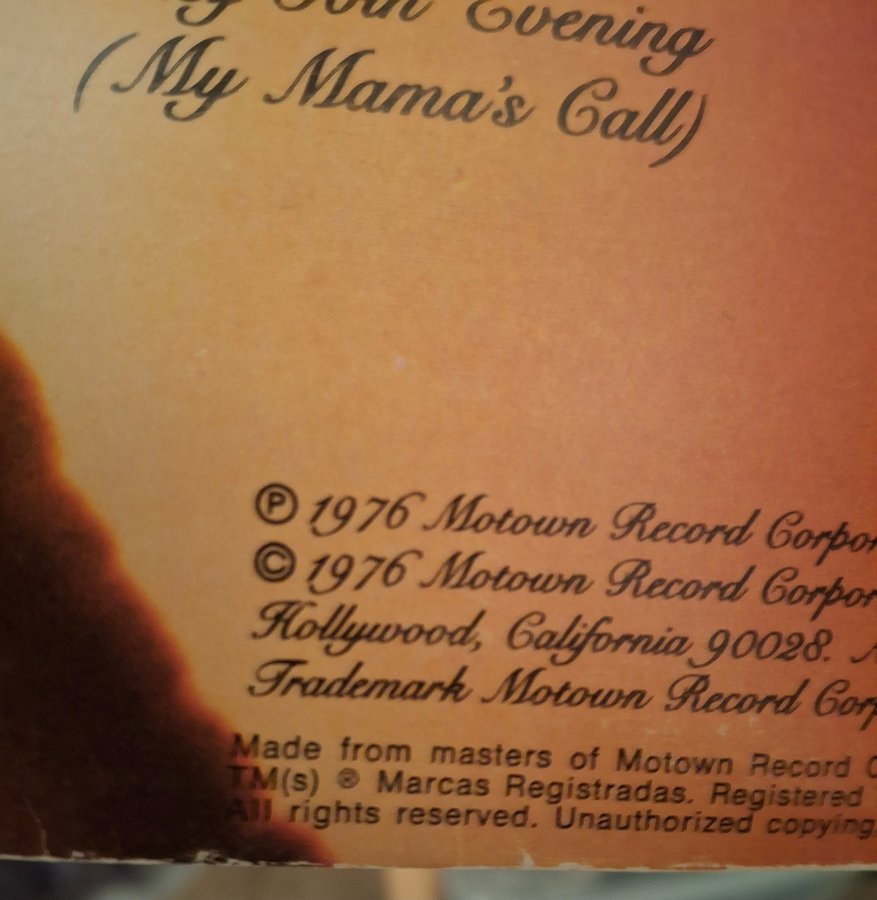 Evening
(My Mama's Call)
Ⓟ 1976 Motown Record
© 1976 Motown Record
Hollywood, California 90028.
Trademark Motown Record
Made from masters of Motown Record
TM(s) ® Marcas Registradas. Registered
All rights reserved. Unauthorized copying